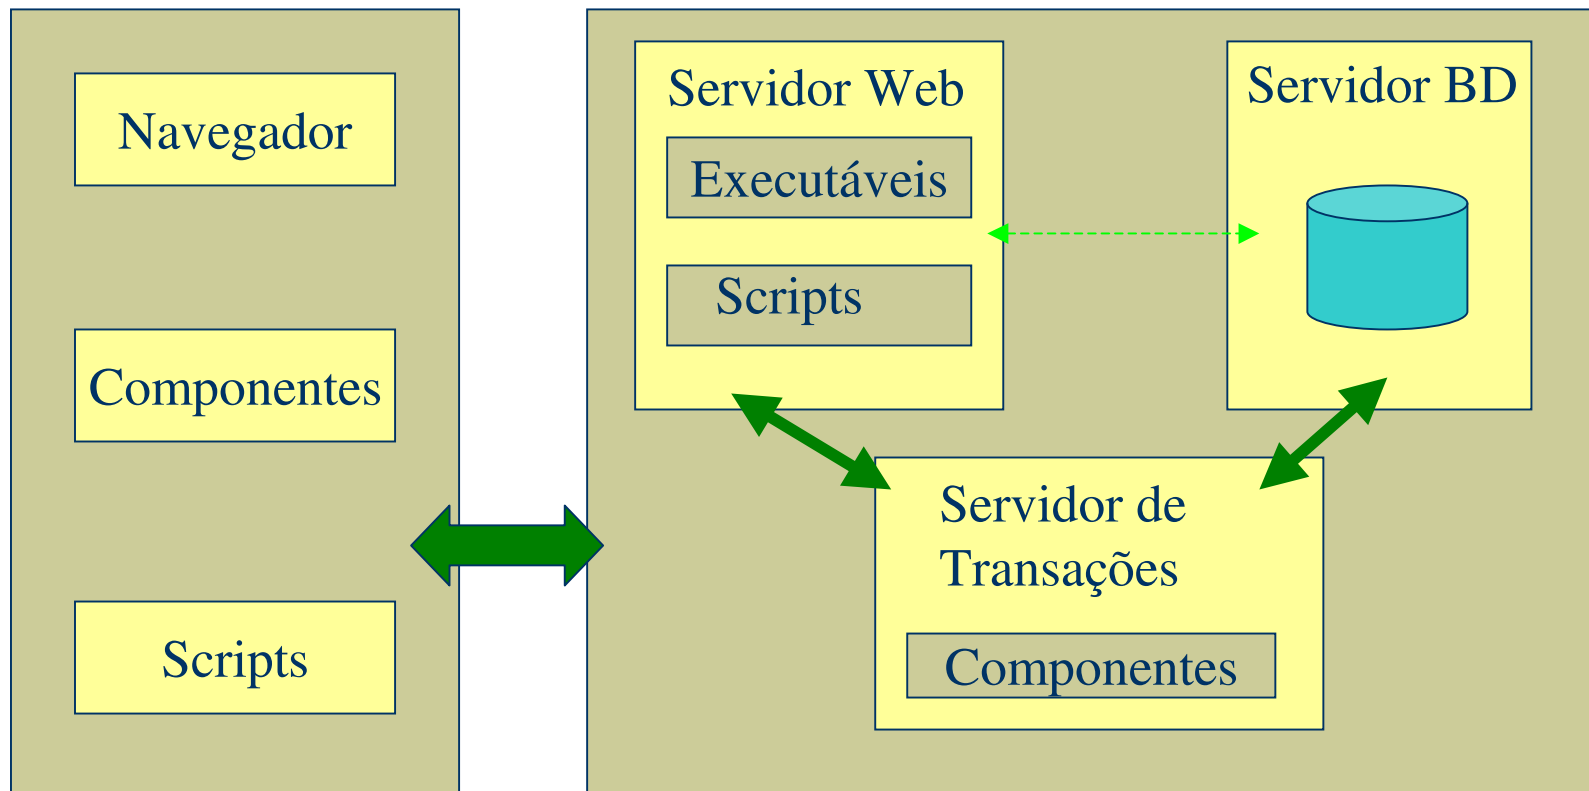 Navegador
Componentes
Scripts
Servidor Web
Executáveis
Scripts
Servidor BD
Servidor de
Transações
Componentes